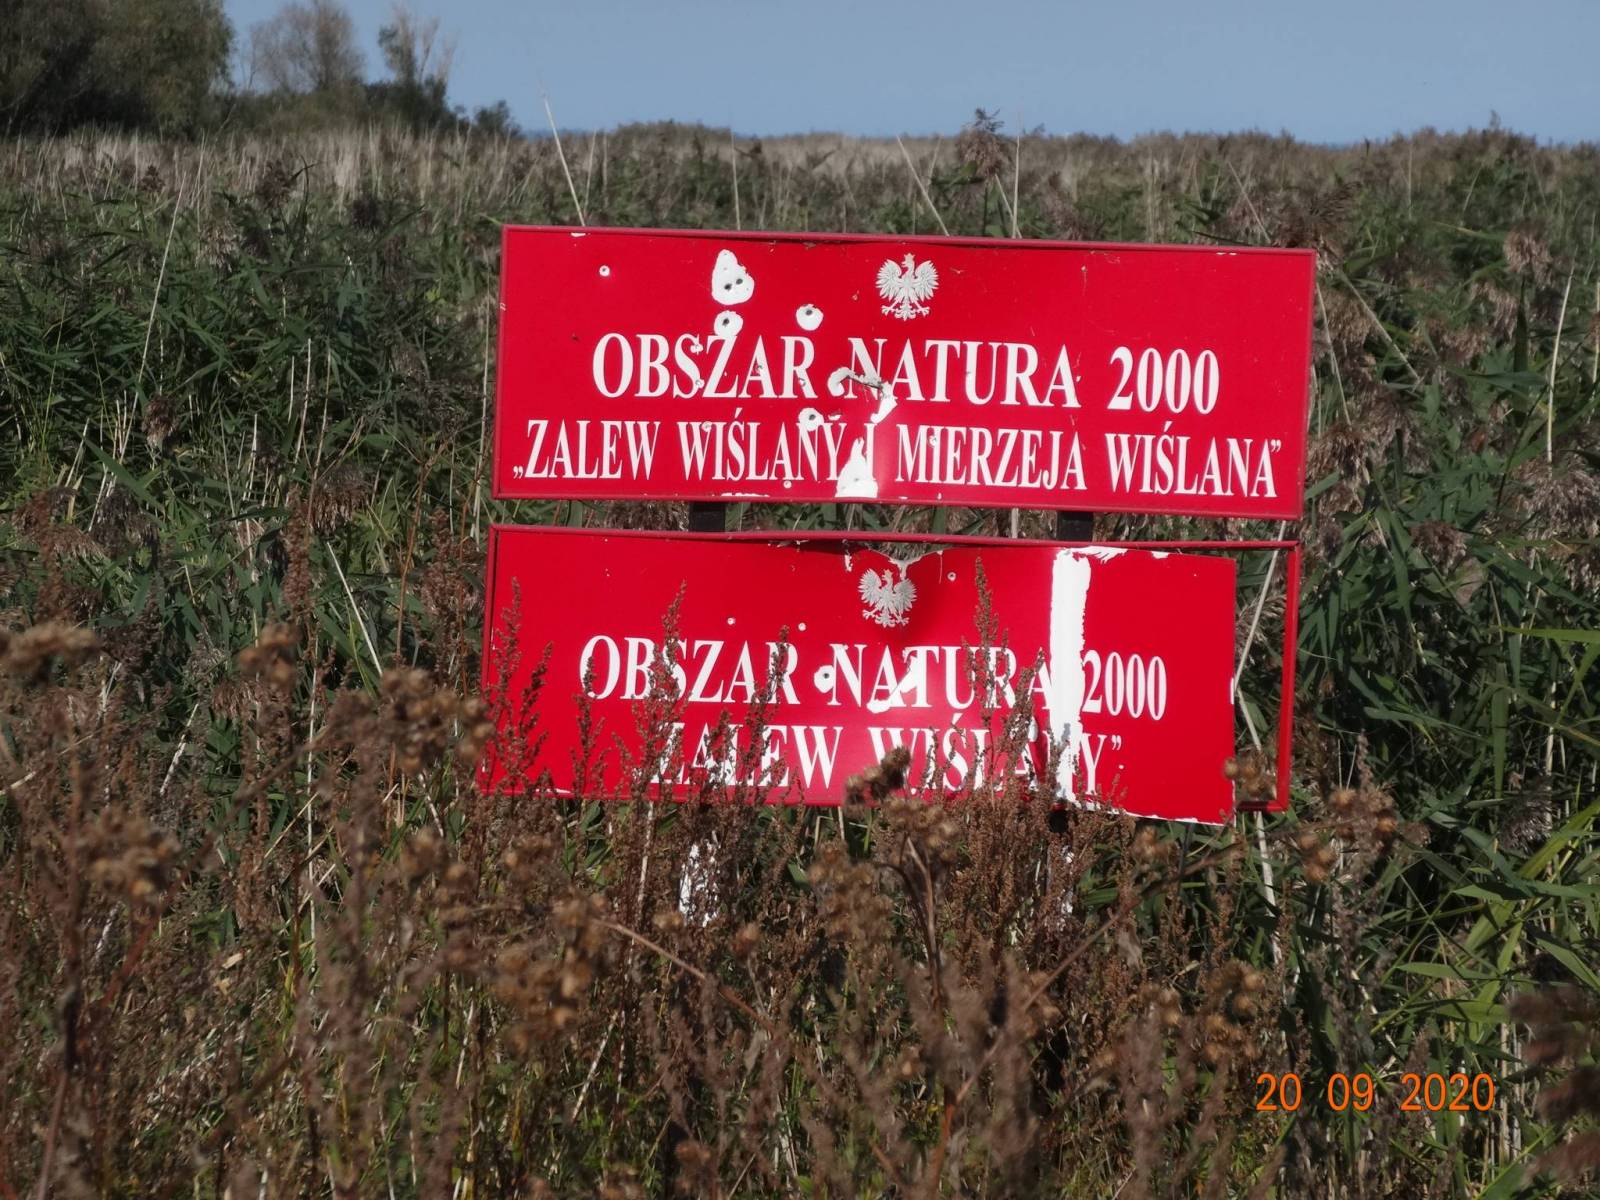 OBSZAR NATURA 2000
„ZALEW WIŚLANY I MIERZEJA WIŚLANA”
OBSZAR NATURA 2000
ZALEW WIŚLANY”
20 09 2020